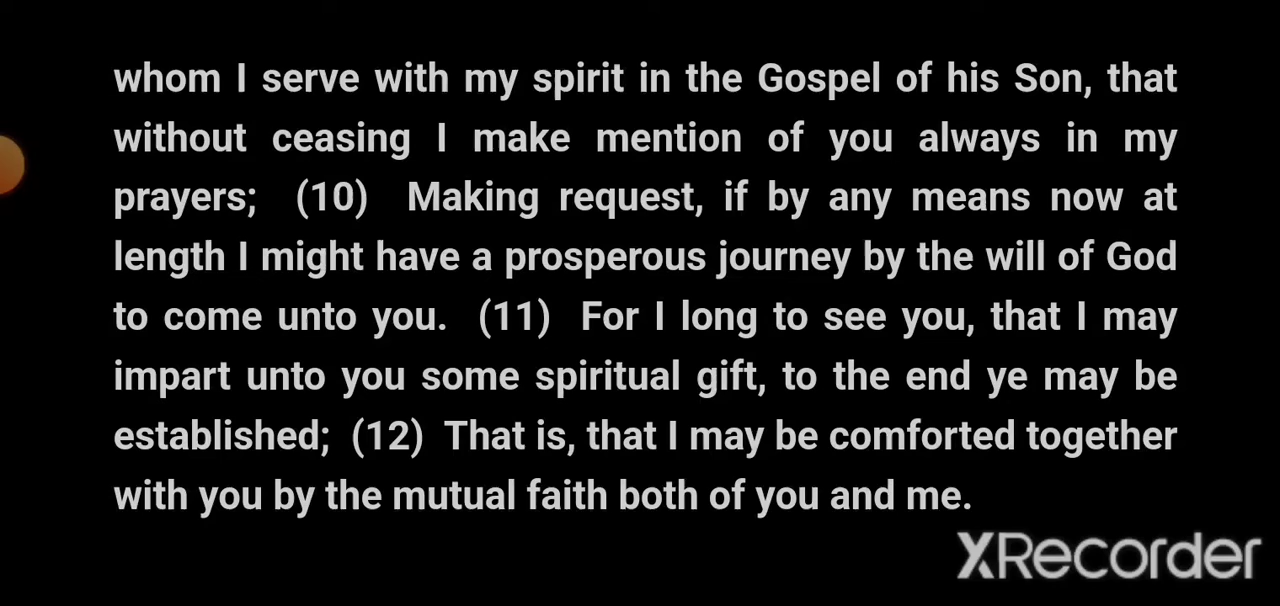 whom I serve with my spirit in the Gospel of his Son, that
without ceasing I make mention of you always in my
prayers; (10) Making request, if by any means now at
length I might have a prosperous journey by the will of God
to come unto you. (11) For I long to see you, that I may
impart unto you some spiritual gift, to the end ye may be
established; (12) That is, that I may be comforted together
with you by the mutual faith both of you and me.
XRecorder